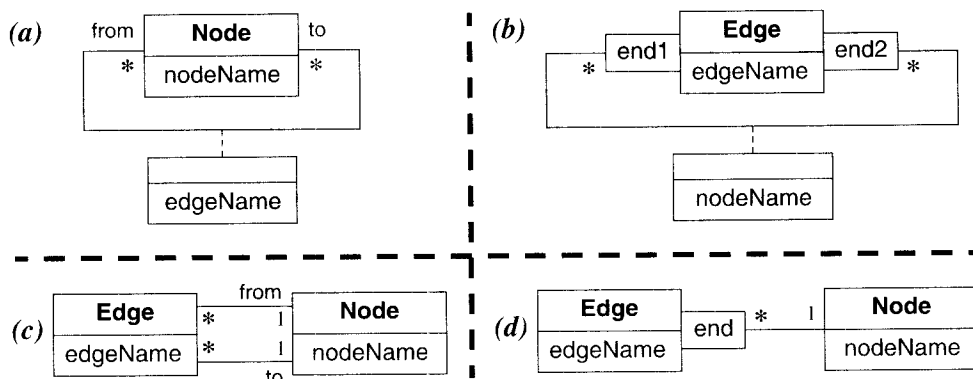 (a)
from
Node
to
*
nodeName
*
edgeName
(b)
*
end1
Edge
edgeName
end2
*
nodeName
(c)
Edge
edgeName
from
*
1
*
1
to
Node
nodeName
(d)
Edge
edgeName
end
*
1
Node
nodeName